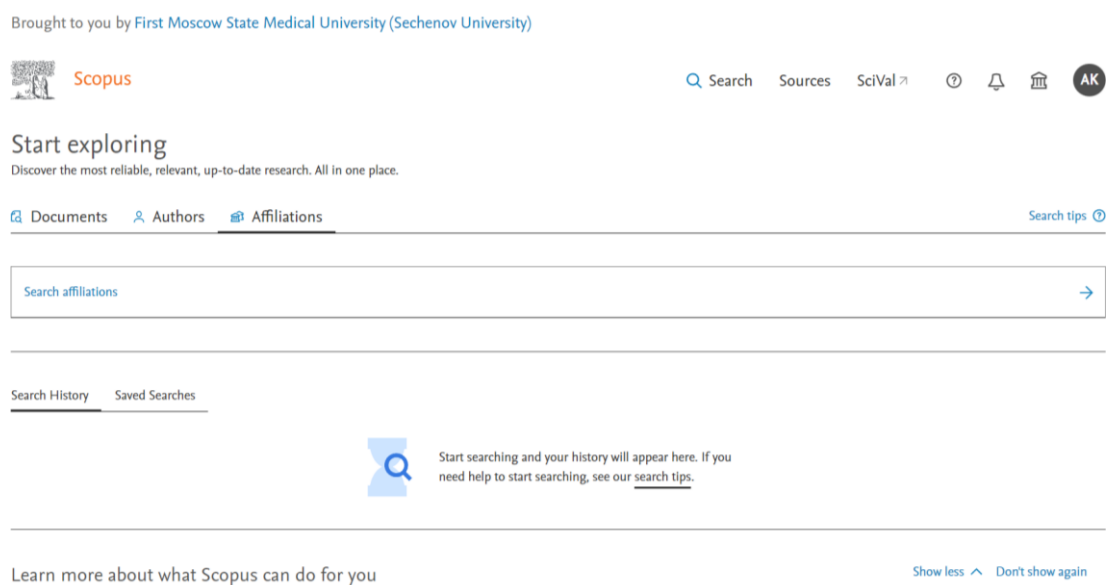 Brought to you by First Moscow State Medical University (Sechenov University)
Scopus
Search Sources SciVal AK
Start exploring
Discover the most reliable, relevant, up-to-date research. All in one place.
Documents Authors Affiliations Search tips
Search affiliations
Search History Saved Searches
Start searching and your history will appear here. If you
need help to start searching, see our search tips.
Learn more about what Scopus can do for you Show less Don't show again